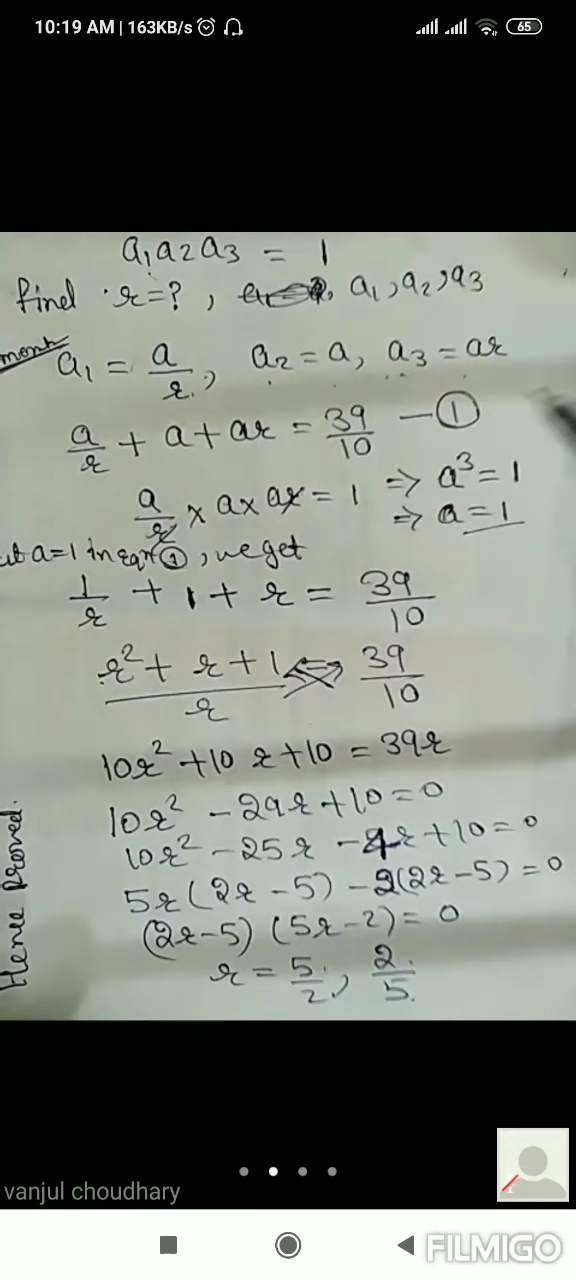 10:19 AM | 163KB/s
65
a₁a₂a₃ = 1
find r=?, a₁, a₂, a₃
a₁ = a/r, a₂ = a, a₃ = ar
a/r + a + ar = 39/10 — ①
a/r × a × ar = 1 ⇒ a³ = 1
⇒ a = 1
a=1 in eqn ①, we get
1/r + 1 + r = 39/10
r² + r + 1 / r = 39/10
10r² + 10r + 10 = 39r
10r² - 29r + 10 = 0
10r² - 25r - 4r + 10 = 0
5r(2r - 5) - 2(2r - 5) = 0
(2r - 5) (5r - 2) = 0
r = 5/2, 2/5.
Hence proved.
vanjul choudhary
FILMIGO